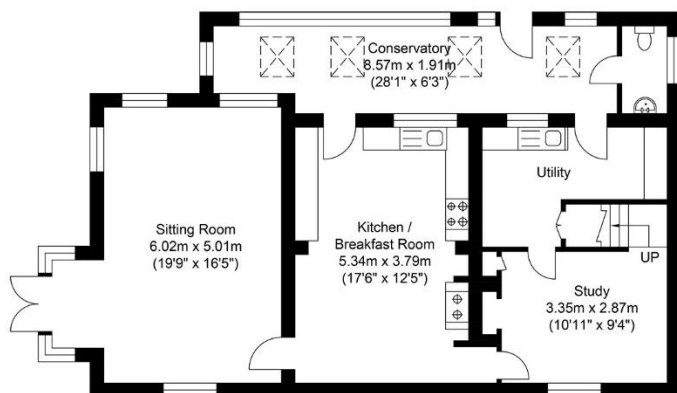 Conservatory
8.57m x 1.91m
(28'1" x 6'3")
Utility
Sitting Room
6.02m x 5.01m
(19'9" x 16'5")
Kitchen /
Breakfast Room
5.34m x 3.79m
(17'6" x 12'5")
UP
Study
3.35m x 2.87m
(10'11" x 9'4")